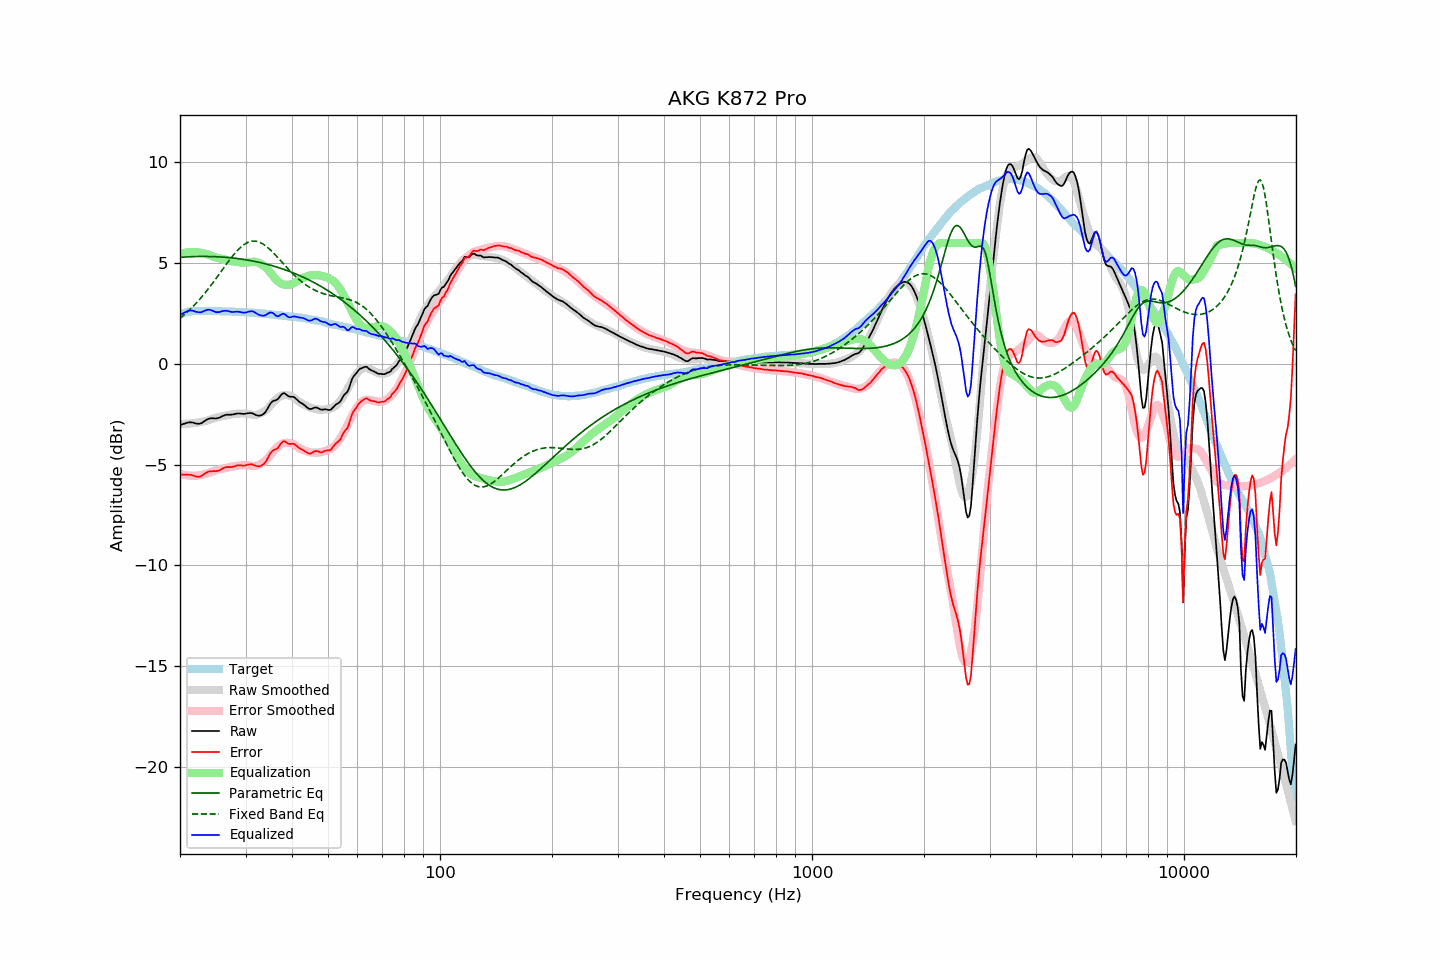 AKG K872 Pro
Amplitude (dBr)
10
5
0
−5
−10
−15
−20
Target
Raw Smoothed
Error Smoothed
Raw
Error
Equalization
Parametric Eq
Fixed Band Eq
Equalized
100
1000
10000
Frequency (Hz)